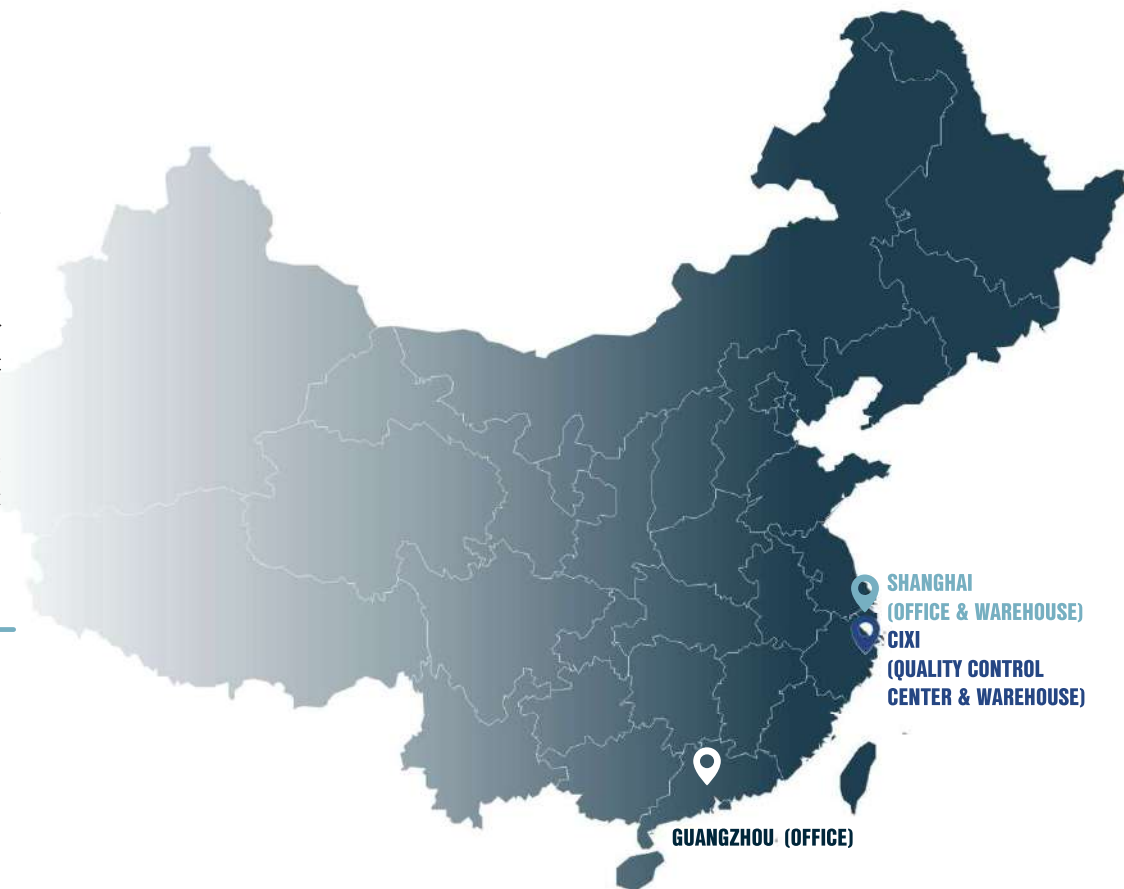 SHANGHAI
(OFFICE & WAREHOUSE)
CIXI
(QUALITY CONTROL
CENTER & WAREHOUSE)
GUANGZHOU (OFFICE)